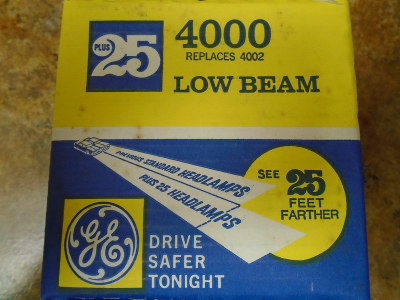 PLUS
25
4000
REPLACES 4002
LOW BEAM
PREVIOUS STANDARD HEADLAMPS
PLUS 25 HEADLAMPS
SEE 25
FEET
FARTHER
GE
DRIVE
SAFER
TONIGHT